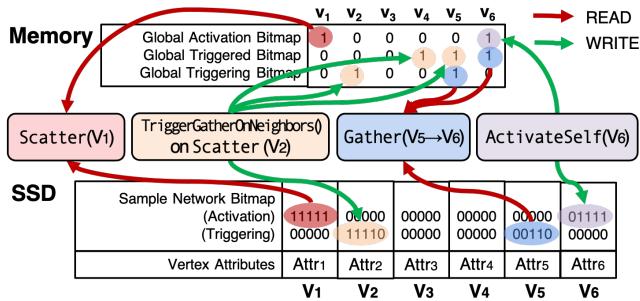 v1 v2 v3 v4 v5 v6
READ
WRITE
Memory
Global Activation Bitmap 1 0 0 0 0 1
Global Triggered Bitmap 0 0 0 1 1 1
Global Triggering Bitmap 0 1 0 0 1 0
Scatter(V1)
TriggerGatherOnNeighbors()
on Scatter (V2)
Gather(V5→V6)
ActivateSelf(V6)
SSD
Sample Network Bitmap
(Activation) 11111 00000 00000 00000 00000 01111
(Triggering) 00000 11110 00000 00000 00110 00000
Vertex Attributes Attr1 Attr2 Attr3 Attr4 Attr5 Attr6
V1 V2 V3 V4 V5 V6